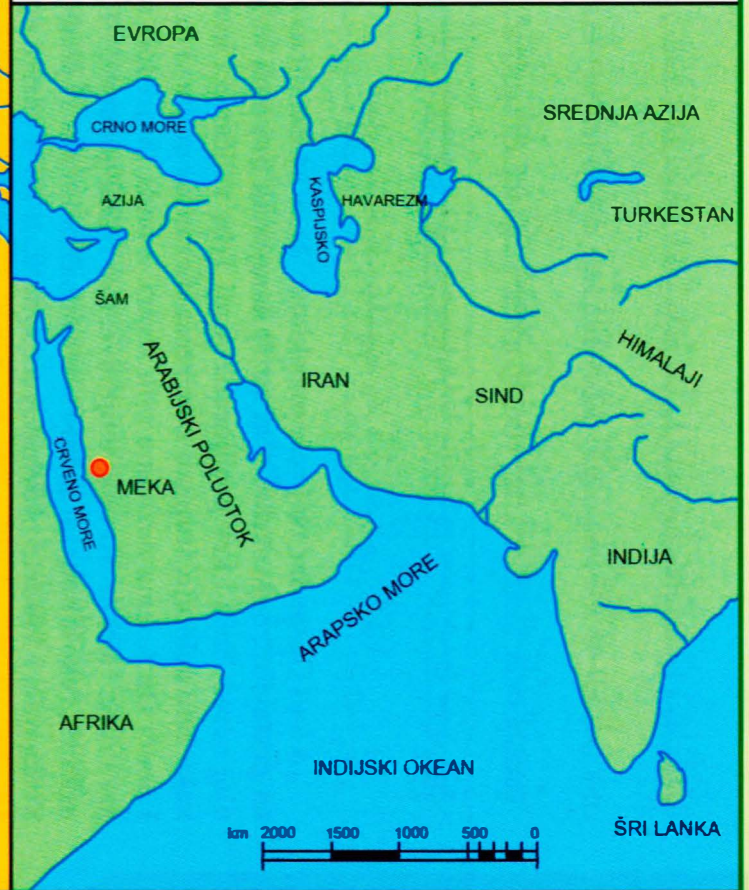 EVROPA
SREDNJA AZIJA
CRNO MORE
KASPIJSKO
HAVAREZM
AZIJA
TURKESTAN
ŠAM
HIMALAJI
ARABIJSKI POLUOTOK
IRAN
SIND
CRVENO MORE
MEKA
INDIJA
ARAPSKO MORE
AFRIKA
INDIJSKI OKEAN
km 2000 1500 1000 500 0
ŠRI LANKA